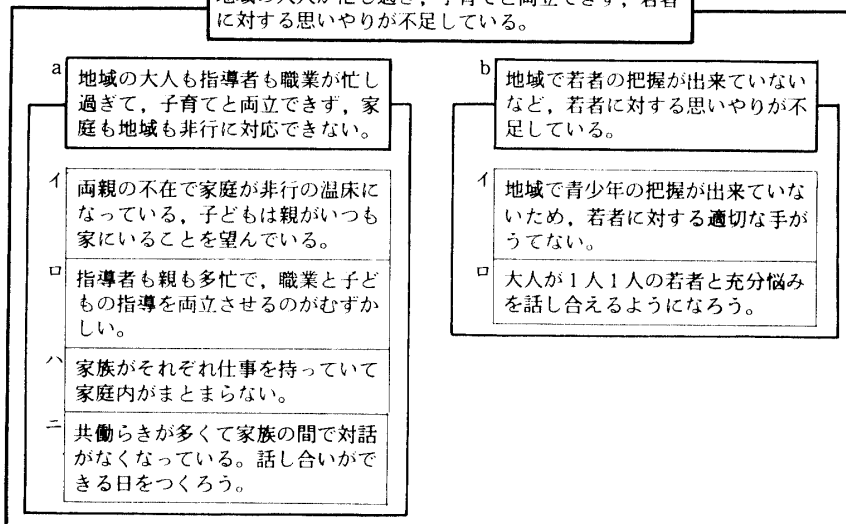 地域の大人が忙し過ぎ，子育てと両立できず，若者
に対する思いやりが不足している。
a
地域の大人も指導者も職業が忙し
過ぎて，子育てと両立できず，家
庭も地域も非行に対応できない。
イ
両親の不在で家庭が非行の温床に
なっている，子どもは親がいつも
家にいることを望んでいる。
ロ
指導者も親も多忙で，職業と子ど
もの指導を両立させるのがむずか
しい。
ハ
家族がそれぞれ仕事を持っていて
家庭内がまとまらない。
ニ
共働らきが多くて家族の間で対話
がなくなっている。話し合いがで
きる日をつくろう。
b
地域で若者の把握が出来ていない
など，若者に対する思いやりが不
足している。
イ
地域で青少年の把握が出来ていな
いため，若者に対する適切な手が
うてない。
ロ
大人が1人1人の若者と充分悩み
を話し合えるようになろう。